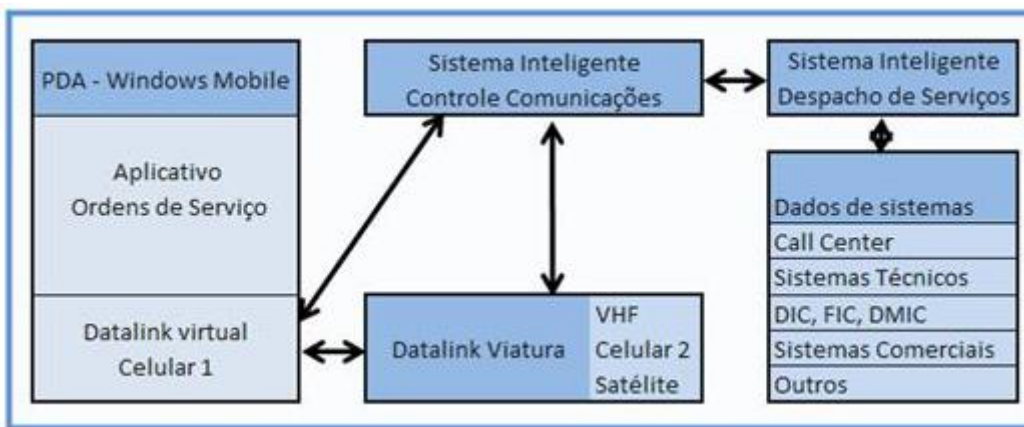 PDA - Windows Mobile
Aplicativo
Ordens de Serviço
Datalink virtual
Celular 1
Sistema Inteligente
Controle Comunicações
Datalink Viatura
VHF
Celular 2
Satélite
Sistema Inteligente
Despacho de Serviços
Dados de sistemas
Call Center
Sistemas Técnicos
DIC, FIC, DMIC
Sistemas Comerciais
Outros